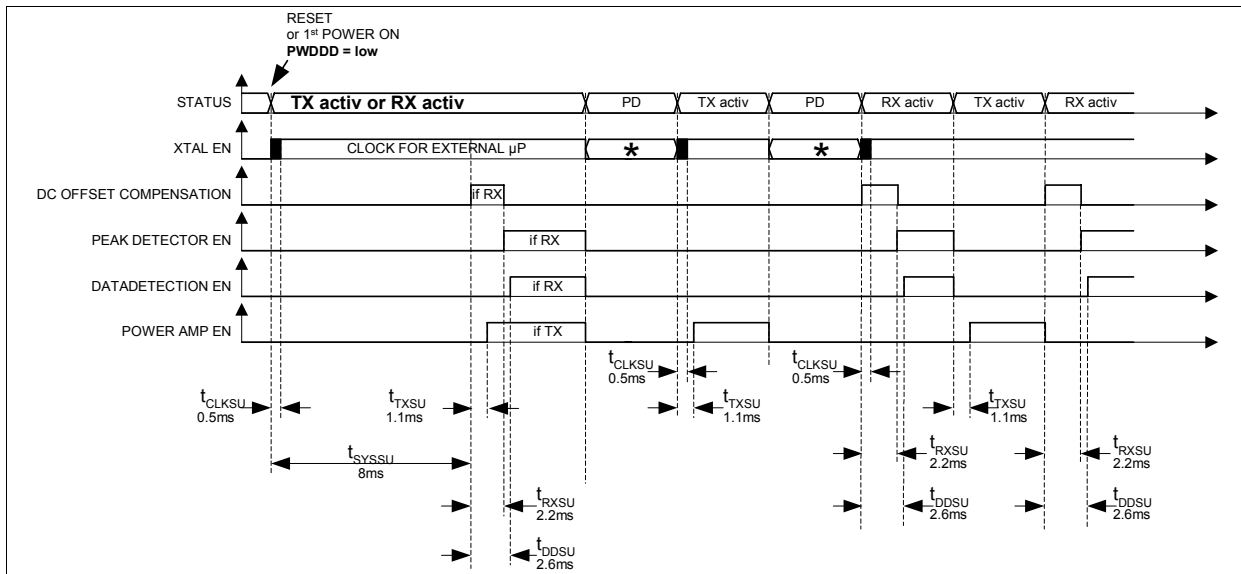 RESET
or 1st POWER ON
PWDDD = low
STATUS
TX activ or RX activ
PD
TX activ
PD
RX activ
TX activ
RX activ
XTAL EN
CLOCK FOR EXTERNAL µP
*
*
DC OFFSET COMPENSATION
if RX
PEAK DETECTOR EN
if RX
DATADETECTION EN
if RX
POWER AMP EN
if TX
tCLKSU
0.5ms
tCLKSU
0.5ms
tCLKSU
0.5ms
tTXSU
1.1ms
tTXSU
1.1ms
tTXSU
1.1ms
tSYSSU
8ms
tRXSU
2.2ms
tRXSU
2.2ms
tRXSU
2.2ms
tDDSU
2.6ms
tDDSU
2.6ms
tDDSU
2.6ms